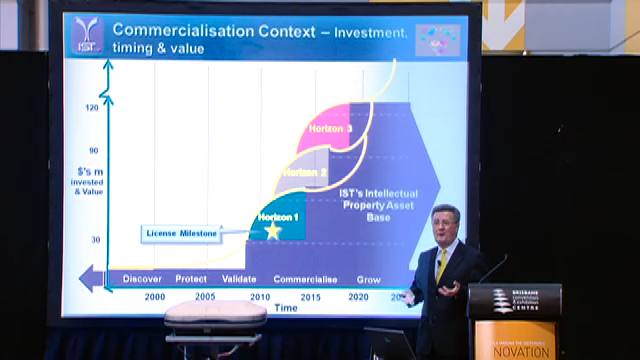 Commercialisation Context – Investment,
timing & value
IST
120
90
$'s m
invested
& Value
30
Horizon 3
Horizon 2
Horizon 1
License Milestone
IST's Intellectual
Property Asset
Base
Discover Protect Validate Commercialise Grow
2000 2005 2010 2015 2020
Time
BRISBANE
CENTRE
NOVATION